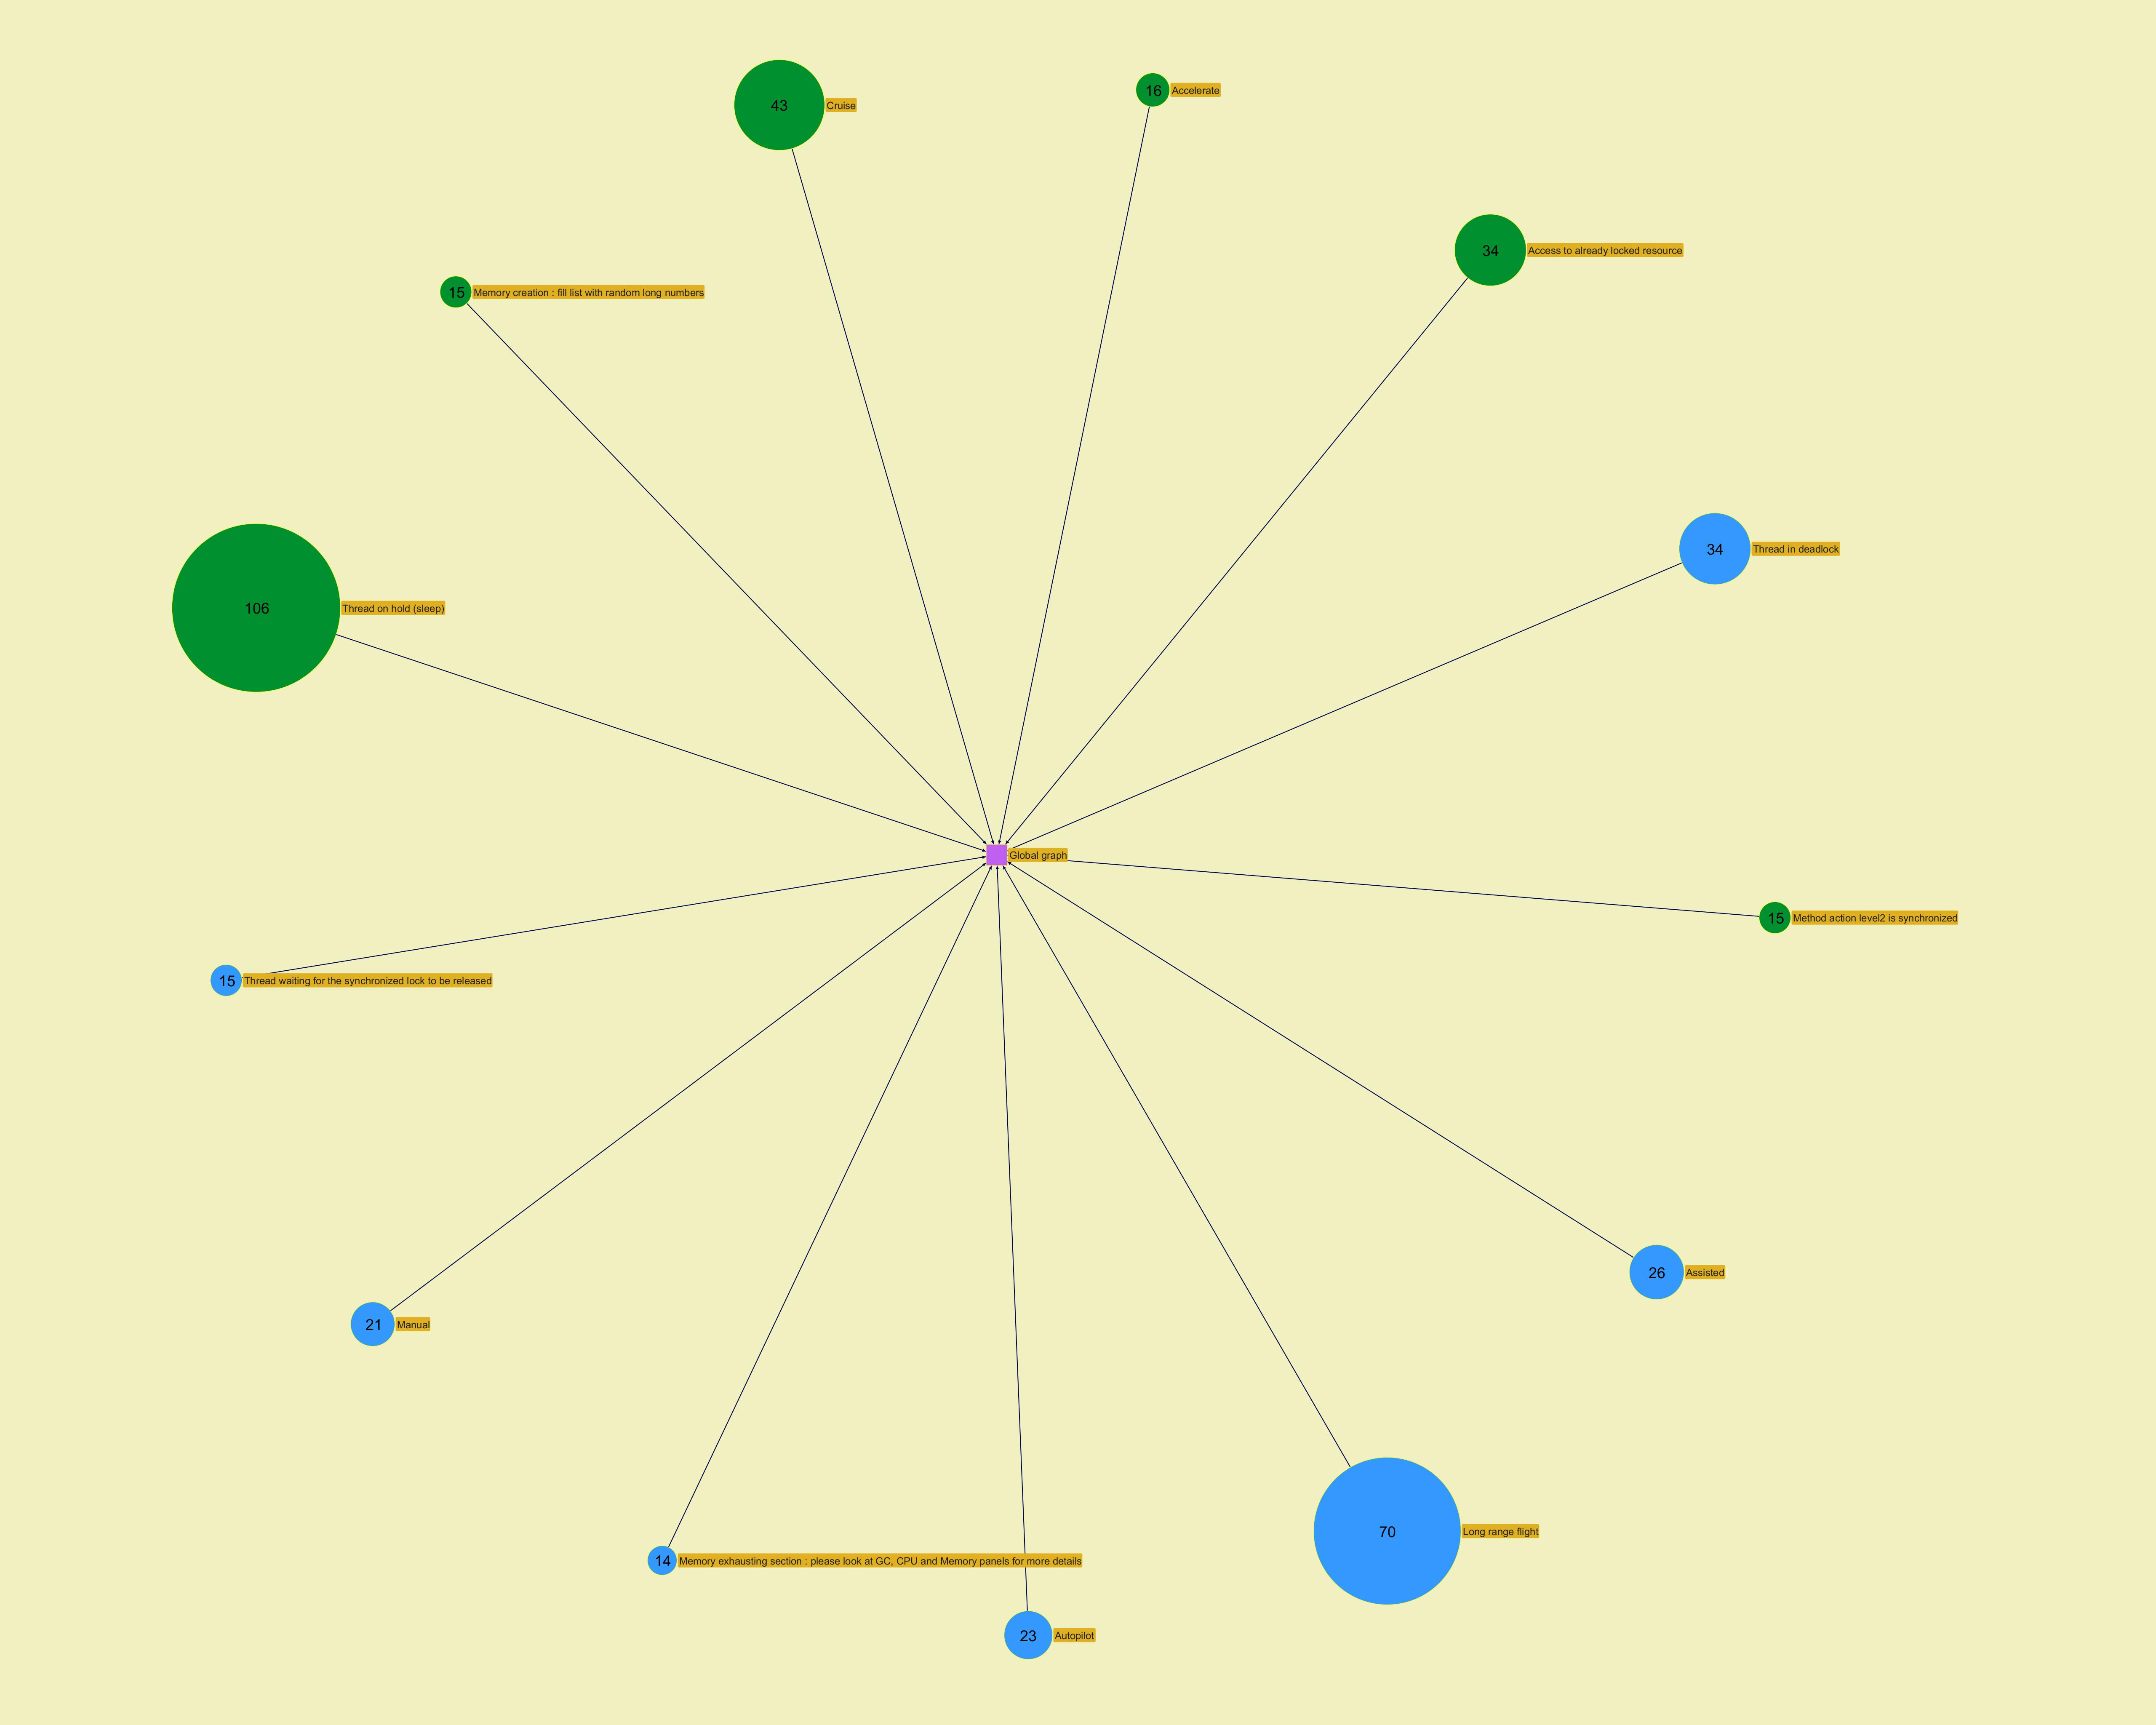 16 Accelerate
43 Cruise
34 Access to already locked resource
15 Memory creation : fill list with random long numbers
34 Thread in deadlock
106 Thread on hold (sleep)
Global graph
15 Method action level2 is synchronized
15 Thread waiting for the synchronized lock to be released
26 Assisted
21 Manual
70 Long range flight
14 Memory exhausting section : please look at GC, CPU and Memory panels for more details
23 Autopilot